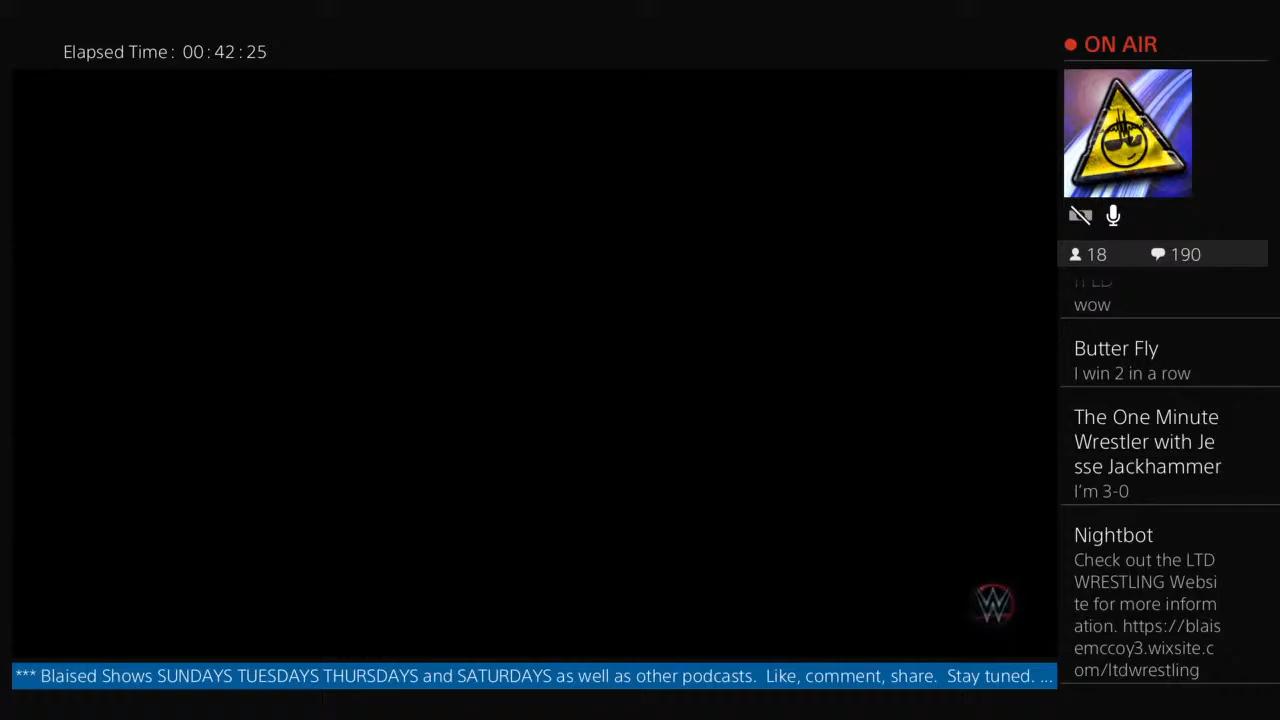 Elapsed Time: 00:42:25
ON AIR
18 190
wow
Butter Fly
I win 2 in a row
The One Minute
Wrestler with Je
sse Jackhammer
I'm 3-0
Nightbot
Check out the LTD
WRESTLING Websi
te for more inform
ation. https://blais
emccoy3.wixsite.c
om/ltdwrestling
W
*** Blaised Shows SUNDAYS TUESDAYS THURSDAYS and SATURDAYS as well as other podcasts. Like, comment, share. Stay tuned. ...